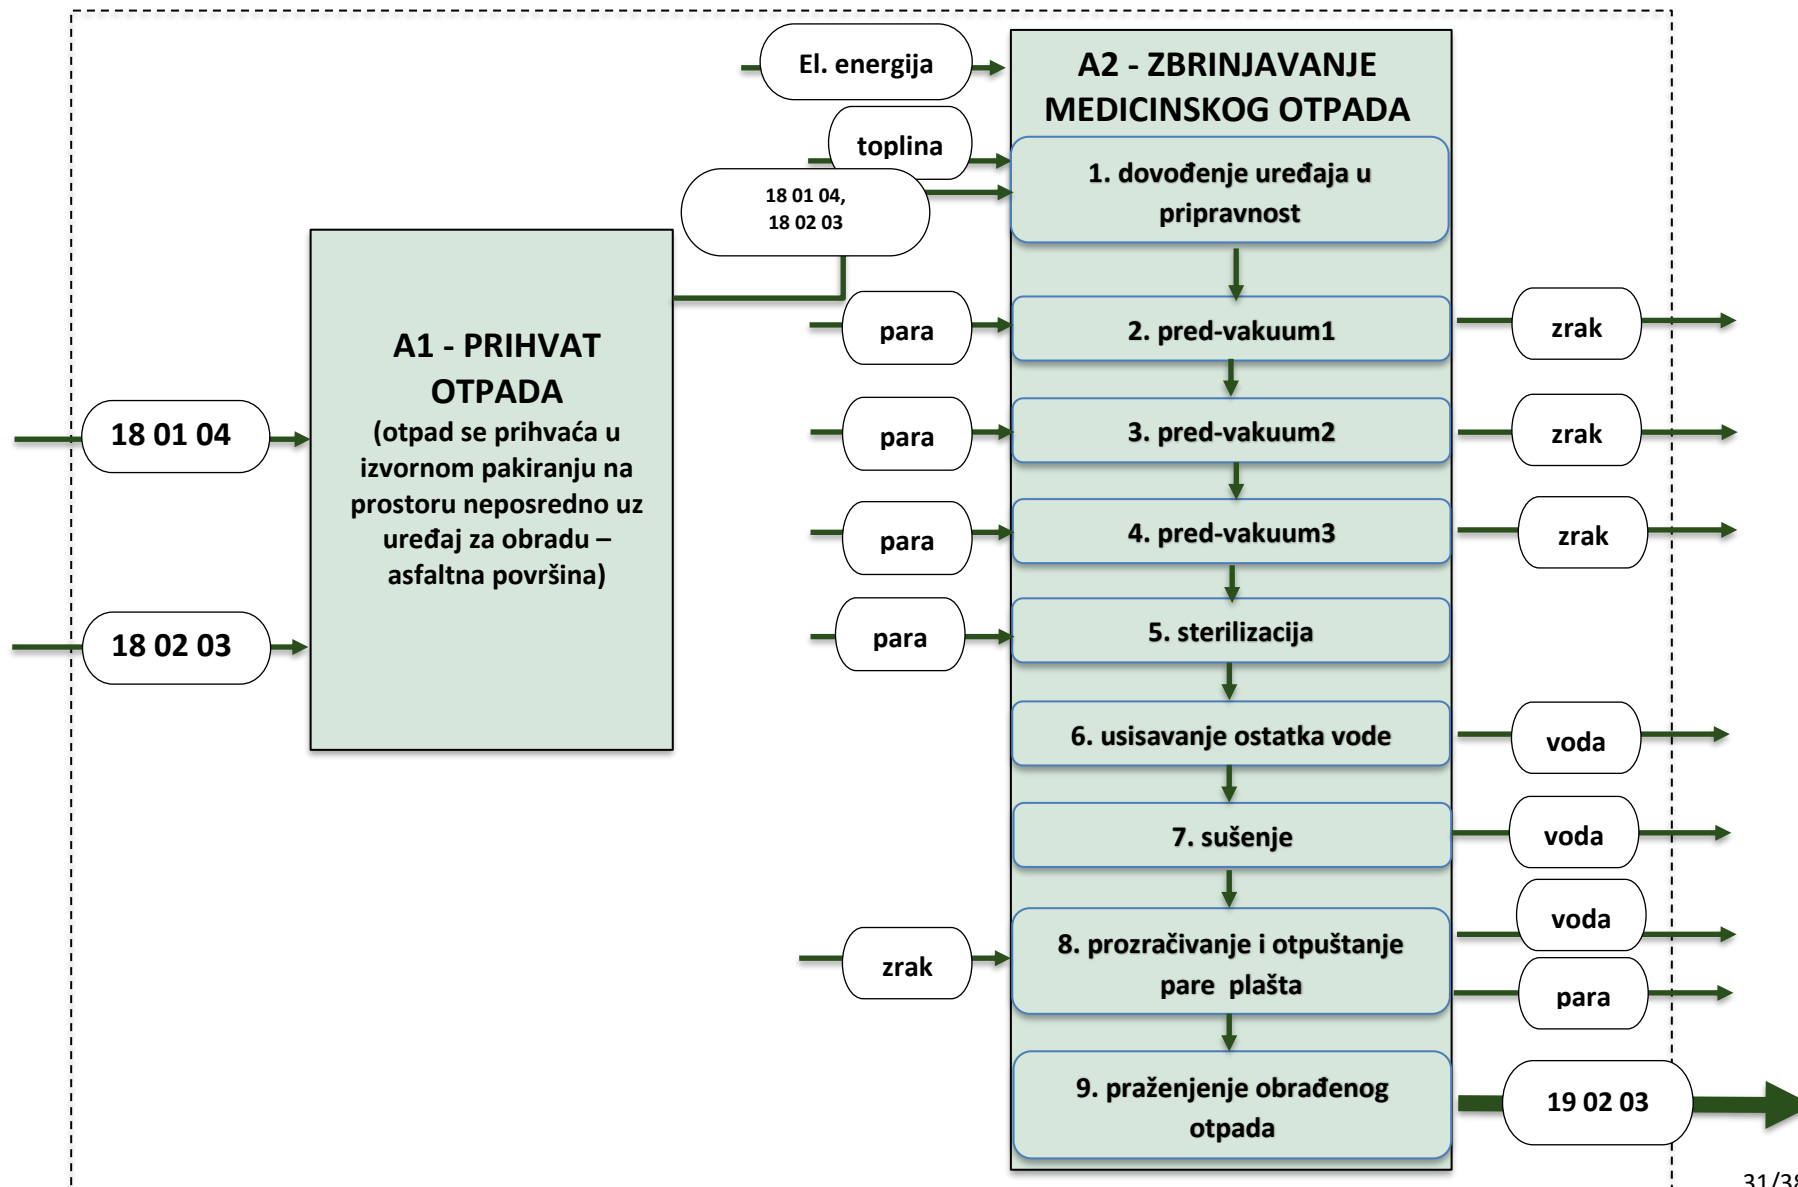 El. energija
A2 - ZBRINJAVANJE
MEDICINSKOG OTPADA
toplina
18 01 04,
18 02 03
1. dovođenje uređaja u
pripravnost
A1 - PRIHVAT
OTPADA
(otpad se prihvaća u
izvornom pakiranju na
prostoru neposredno uz
uređaj za obradu –
asfaltna površina)
18 01 04
18 02 03
para
2. pred-vakuum1
zrak
para
3. pred-vakuum2
zrak
para
4. pred-vakuum3
zrak
para
5. sterilizacija
6. usisavanje ostatka vode
voda
7. sušenje
voda
zrak
8. prozračivanje i otpuštanje
pare  plašta
voda
para
9. praženjenje obrađenog
otpada
19 02 03
31/38